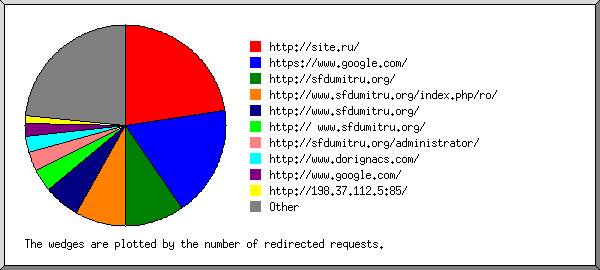 http://site.ru/
https://www.google.com/
http://sfdumitru.org/
http://www.sfdumitru.org/index.php/ro/
http://www.sfdumitru.org/
http:// www.sfdumitru.org/
http://sfdumitru.org/administrator/
http://www.dorignacs.com/
http://www.google.com/
http://198.37.112.5:85/
Other
The wedges are plotted by the number of redirected requests.